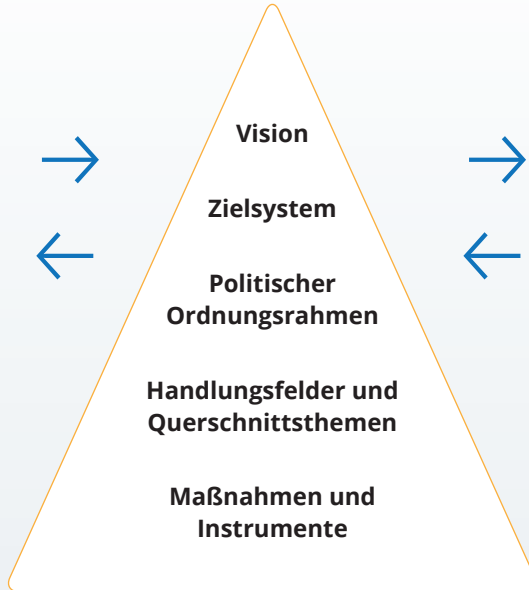 Vision
Zielsystem
Politischer
Ordnungsrahmen
Handlungsfelder und
Querschnittsthemen
Maßnahmen und
Instrumente